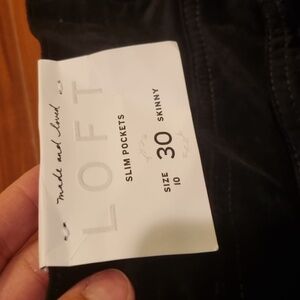 made and loved
LOFT
SLIM POCKETS
SIZE 30 SKINNY
10